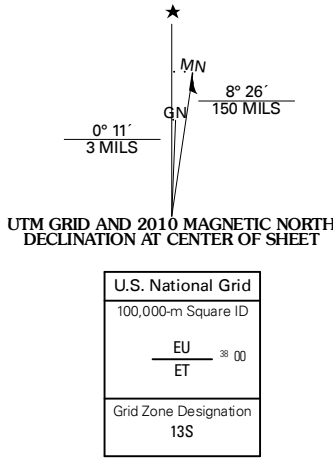 ★
MN
8° 26´
150 MILS
GN
0° 11´
3 MILS
UTM GRID AND 2010 MAGNETIC NORTH
DECLINATION AT CENTER OF SHEET
U.S. National Grid
100,000-m Square ID
EU
38 00
ET
Grid Zone Designation
13S